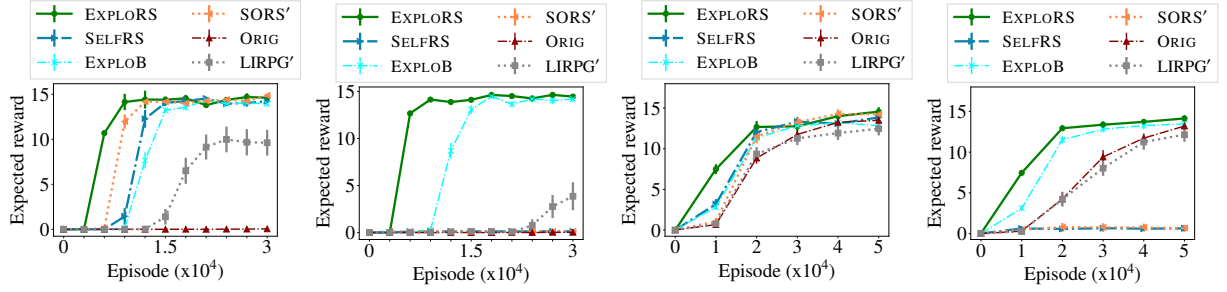 EXPLORS SORS′
SELFRS ORIG
EXPLOB LIRPG′
15
10
5
0
Expected reward
0 1.5 3
Episode (x10⁴)
EXPLORS SORS′
SELFRS ORIG
EXPLOB LIRPG′
15
10
5
0
Expected reward
0 1.5 3
Episode (x10⁴)
EXPLORS SORS′
SELFRS ORIG
EXPLOB LIRPG′
15
10
5
0
Expected reward
0 1 2 3 4 5
Episode (x10⁴)
EXPLORS SORS′
SELFRS ORIG
EXPLOB LIRPG′
15
10
5
0
Expected reward
0 1 2 3 4 5
Episode (x10⁴)